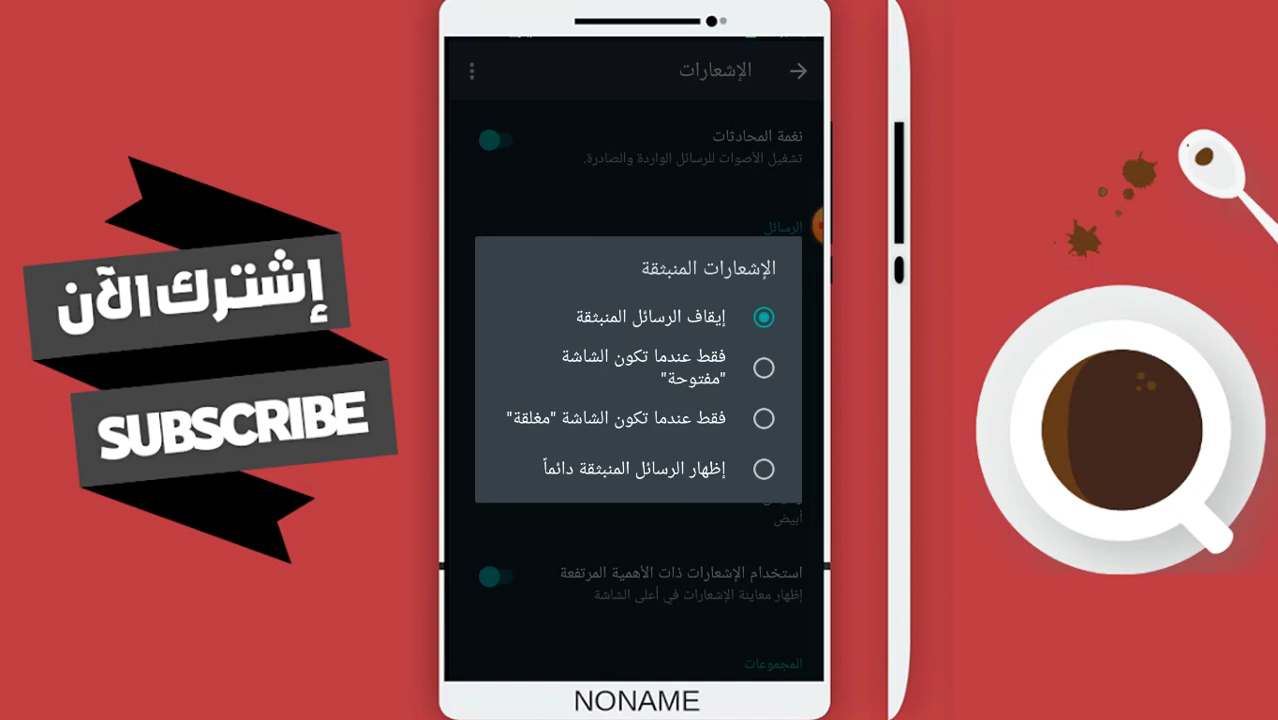 الإشعارات
نغمة المحادثات
تشغيل الأصوات للرسائل الواردة والصادرة.
الرسائل
الإشعارات المنبثقة
إيقاف الرسائل المنبثقة
فقط عندما تكون الشاشة
"مفتوحة"
فقط عندما تكون الشاشة "مغلقة"
إظهار الرسائل المنبثقة دائماً
أبيض
استخدام الإشعارات ذات الأهمية المرتفعة
إظهار معاينة الإشعارات في أعلى الشاشة
المجموعات
إشترك الآن
SUBSCRIBE
NONAME